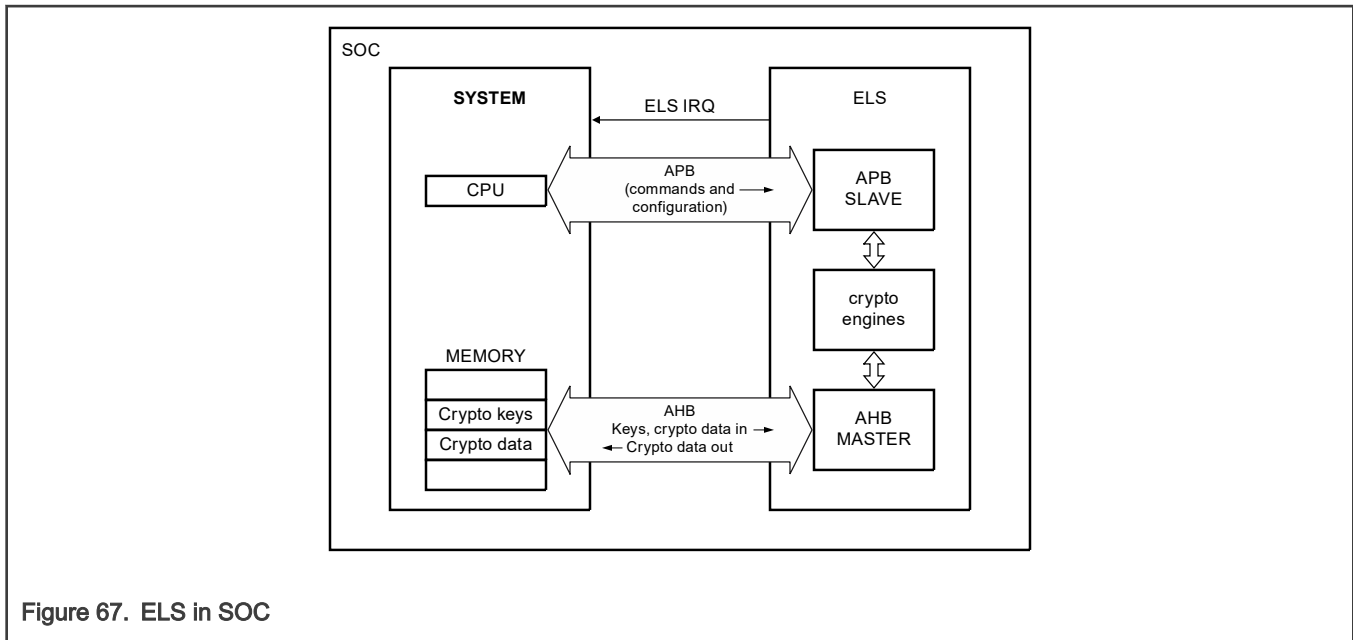 SOC
SYSTEM
ELS IRQ
ELS
CPU
APB
(commands and
configuration)
APB
SLAVE
crypto
engines
MEMORY
Crypto keys
Crypto data
AHB
Keys, crypto data in
Crypto data out
AHB
MASTER
Figure 67. ELS in SOC